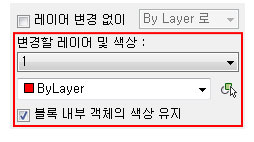 레이어 변경 없이 By Layer 로
변경할 레이어 및 색상 :
1
ByLayer
블록 내부 객체의 색상 유지